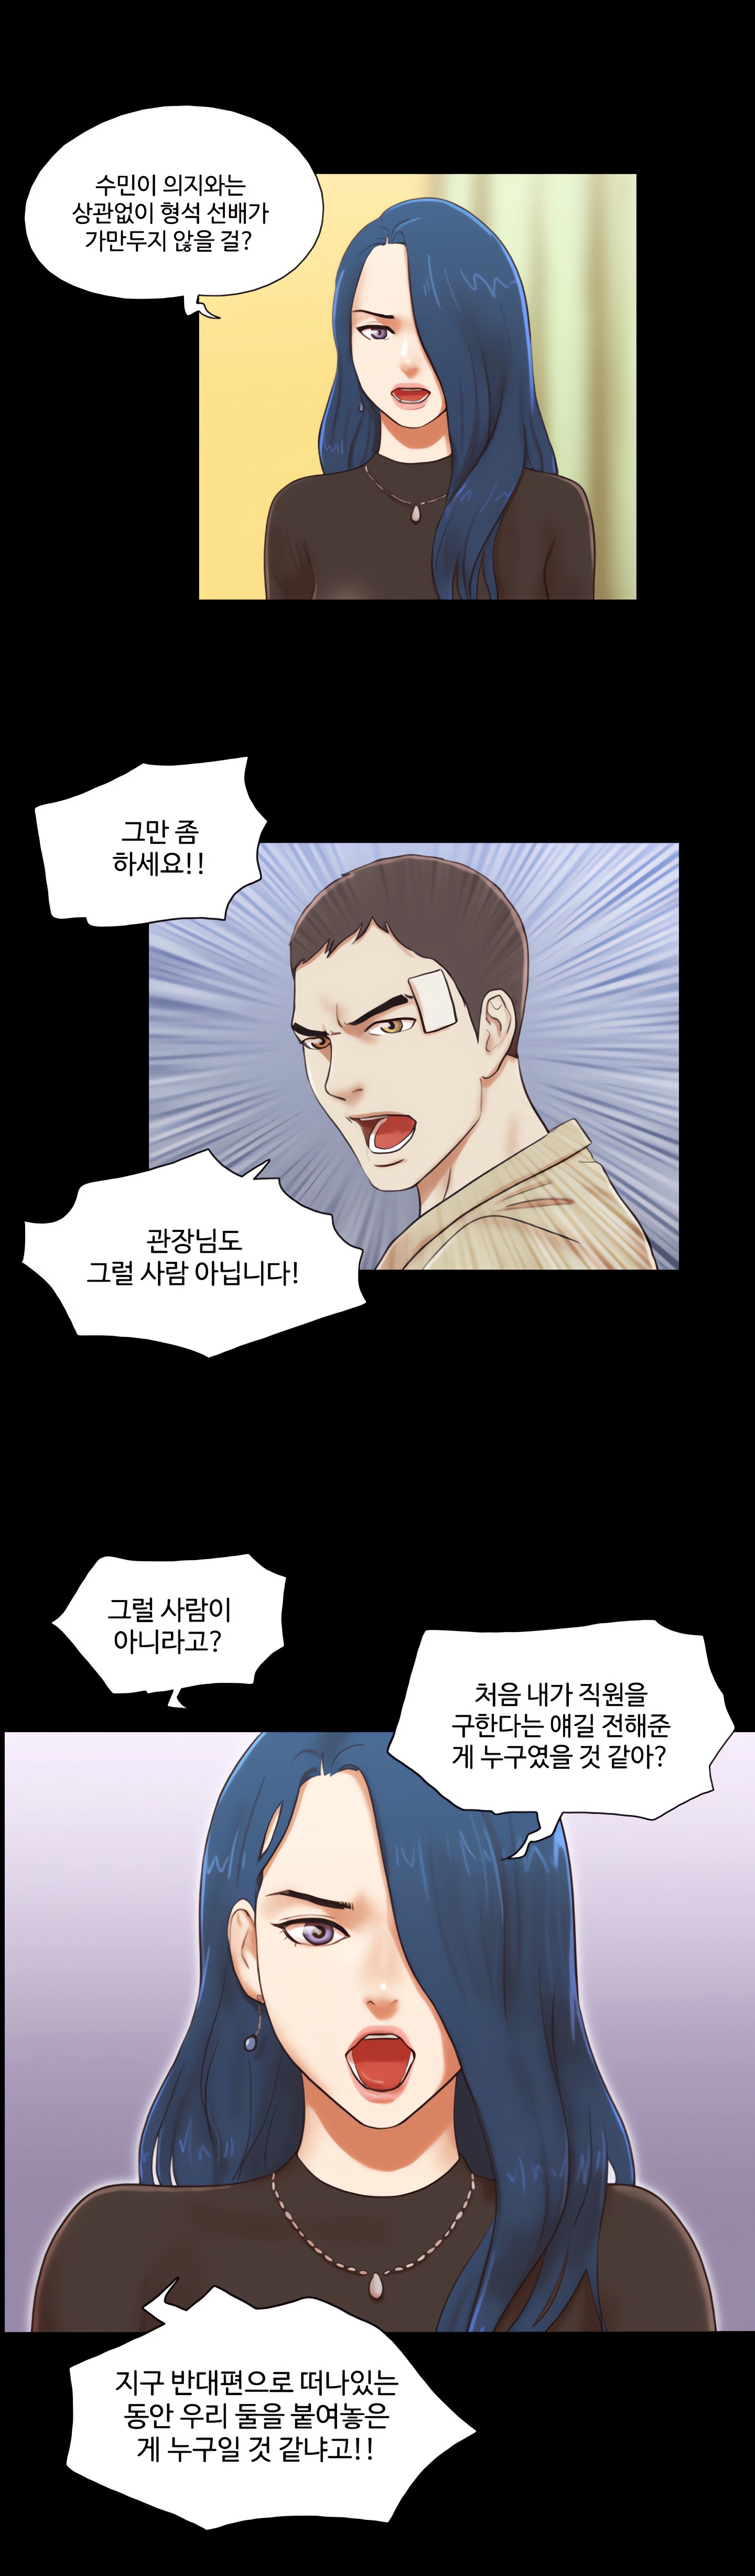 수민이 의지와는
상관없이 형석 선배가
가만두지 않을 걸?
그만 좀
하세요!!
관장님도
그럴 사람 아닙니다!
그럴 사람이
아니라고?
처음 내가 직원을
구한다는 얘길 전해준
게 누구였을 것 같아?
지구 반대편으로 떠나있는
동안 우리 둘을 붙여놓은
게 누구일 것 같냐고!!